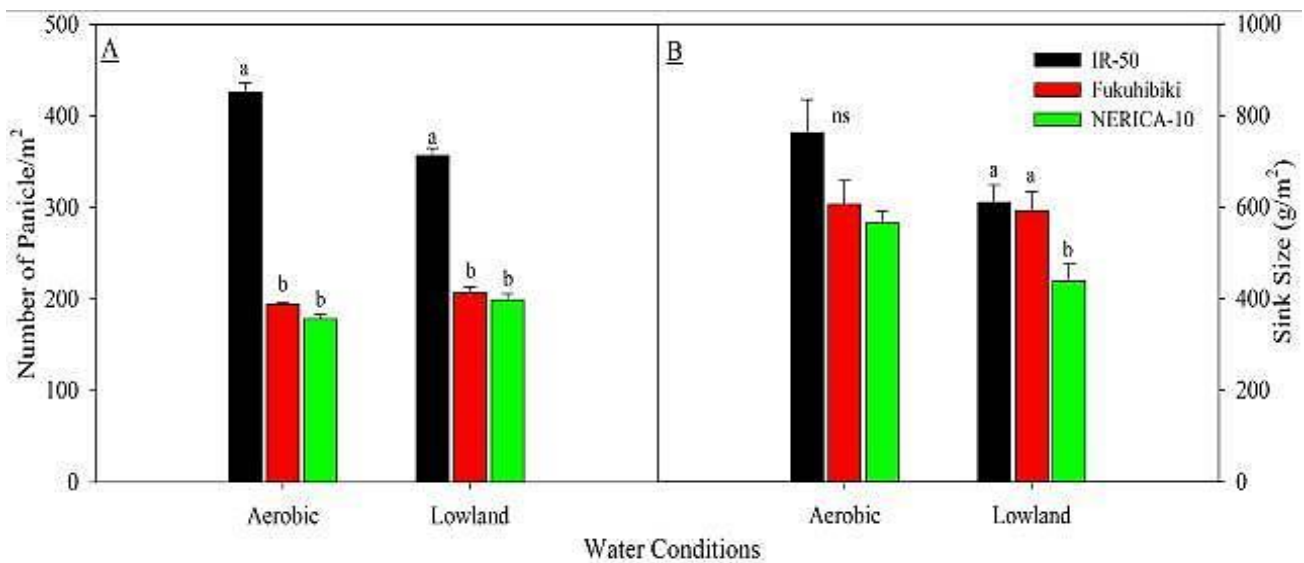 A
B
Number of Panicle/m²
500
400
300
200
100
0
a
b
b
a
b
b
Aerobic
Lowland
ns
a
a
b
IR-50
Fukuhibiki
NERICA-10
Aerobic
Lowland
1000
800
600
400
200
0
Sink Size (g/m²)
Water Conditions